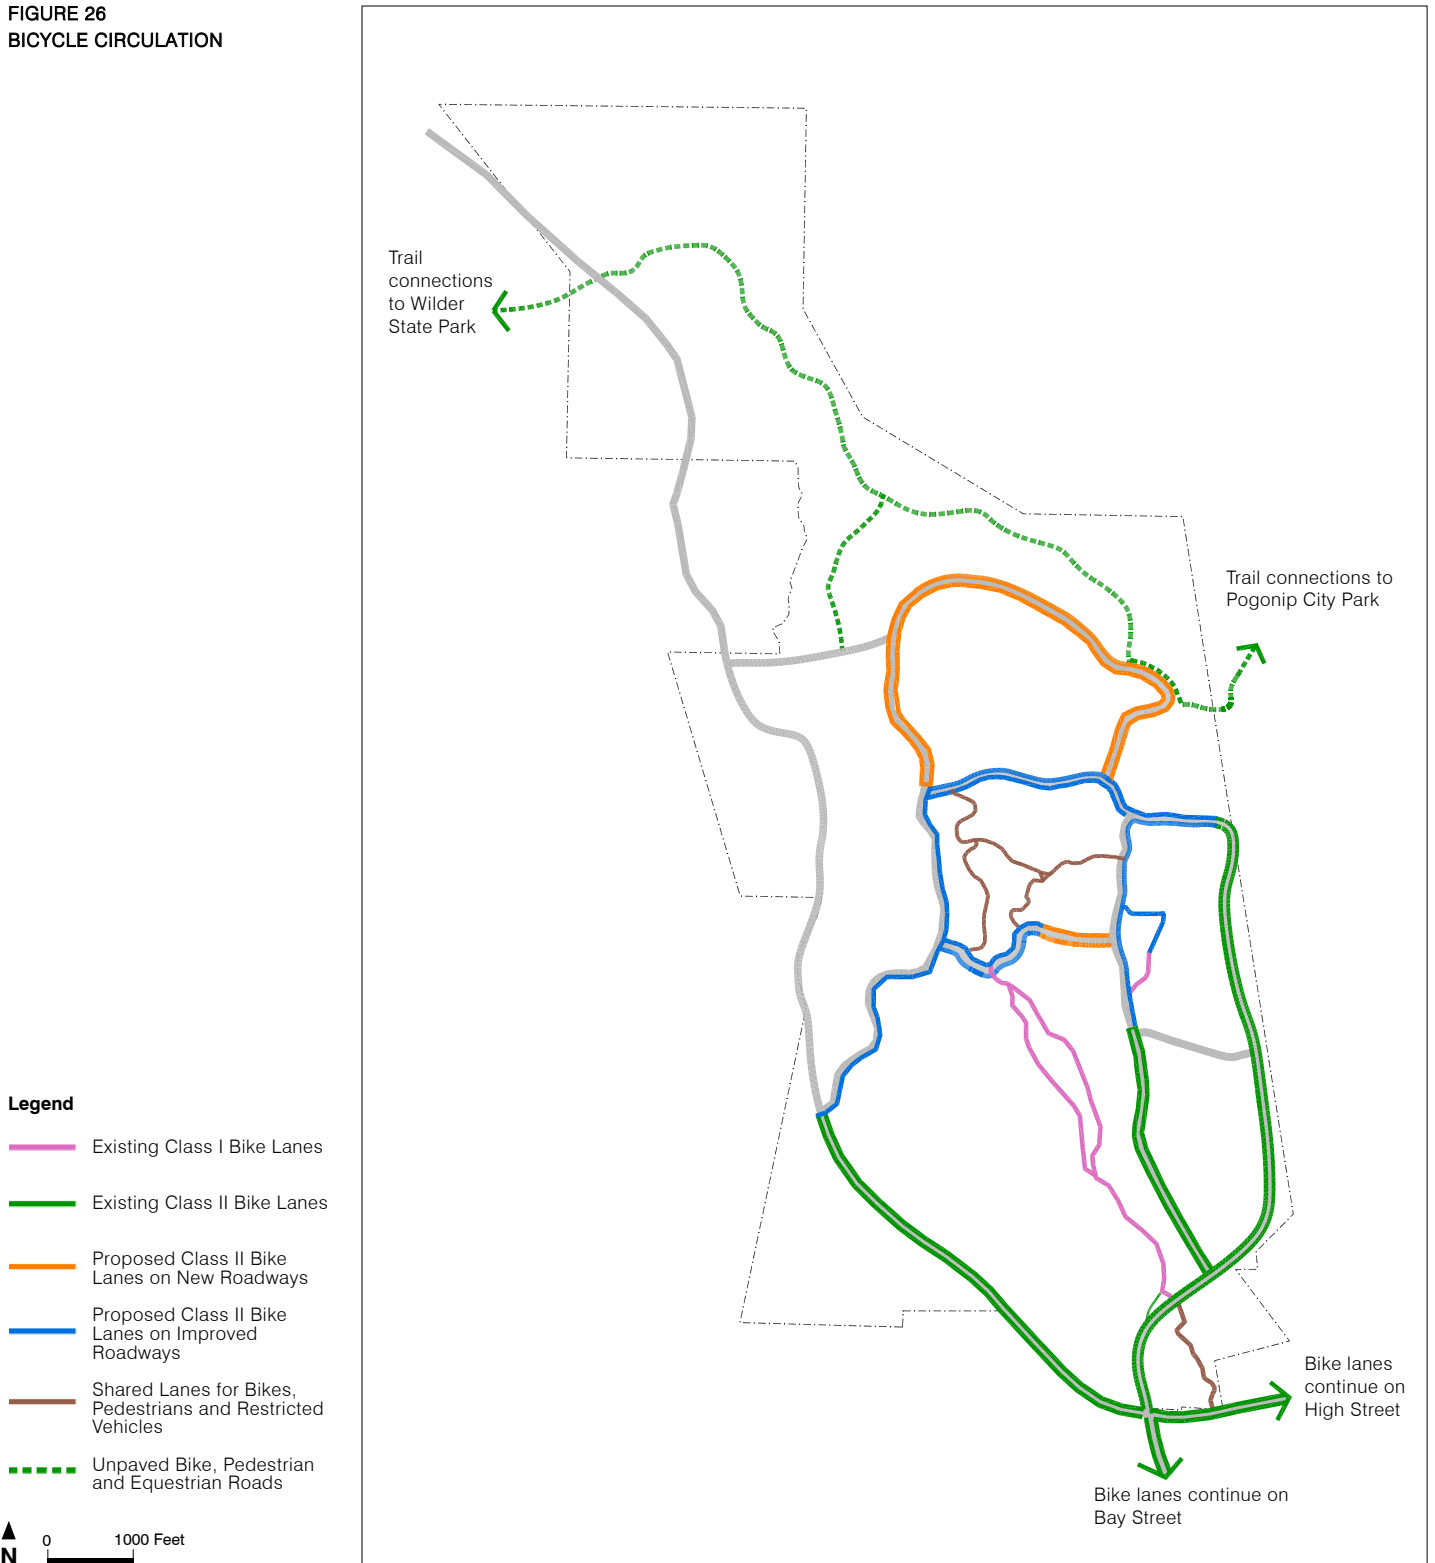 FIGURE 26
BICYCLE CIRCULATION
Trail
connections
to Wilder
State Park
Trail connections to
Pogonip City Park
Legend
Existing Class I Bike Lanes
Existing Class II Bike Lanes
Proposed Class II Bike
Lanes on New Roadways
Proposed Class II Bike
Lanes on Improved
Roadways
Shared Lanes for Bikes,
Pedestrians and Restricted
Vehicles
Unpaved Bike, Pedestrian
and Equestrian Roads
Bike lanes
continue on
High Street
Bike lanes continue on
Bay Street
0 1000 Feet
N